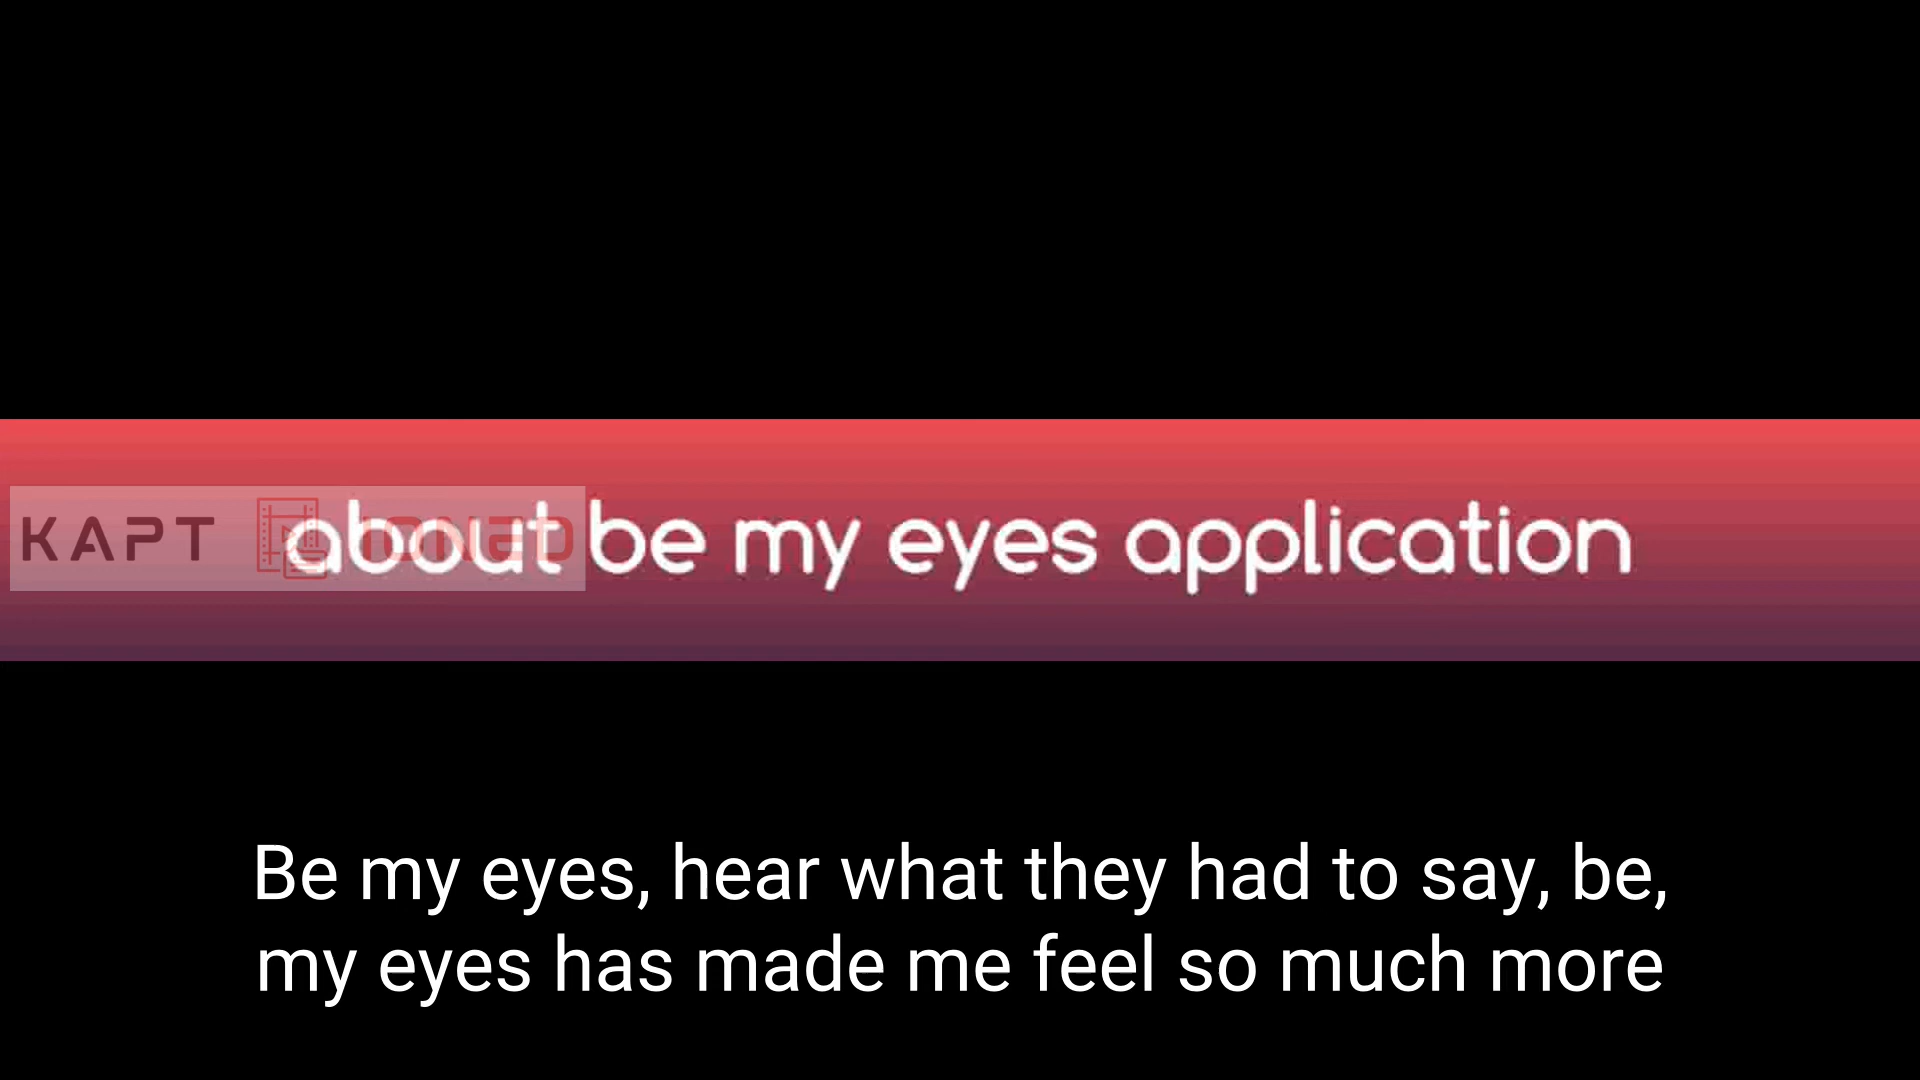 about be my eyes application
KAPT IONED
Be my eyes, hear what they had to say, be,
my eyes has made me feel so much more